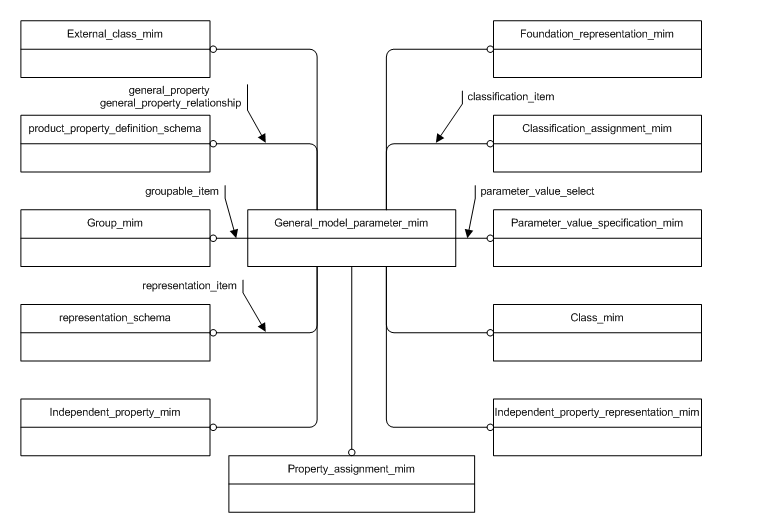 External_class_mim
Foundation_representation_mim
general_property
general_property_relationship
classification_item
product_property_definition_schema
Classification_assignment_mim
groupable_item
parameter_value_select
Group_mim
General_model_parameter_mim
Parameter_value_specification_mim
representation_item
representation_schema
Class_mim
Independent_property_mim
Independent_property_representation_mim
Property_assignment_mim